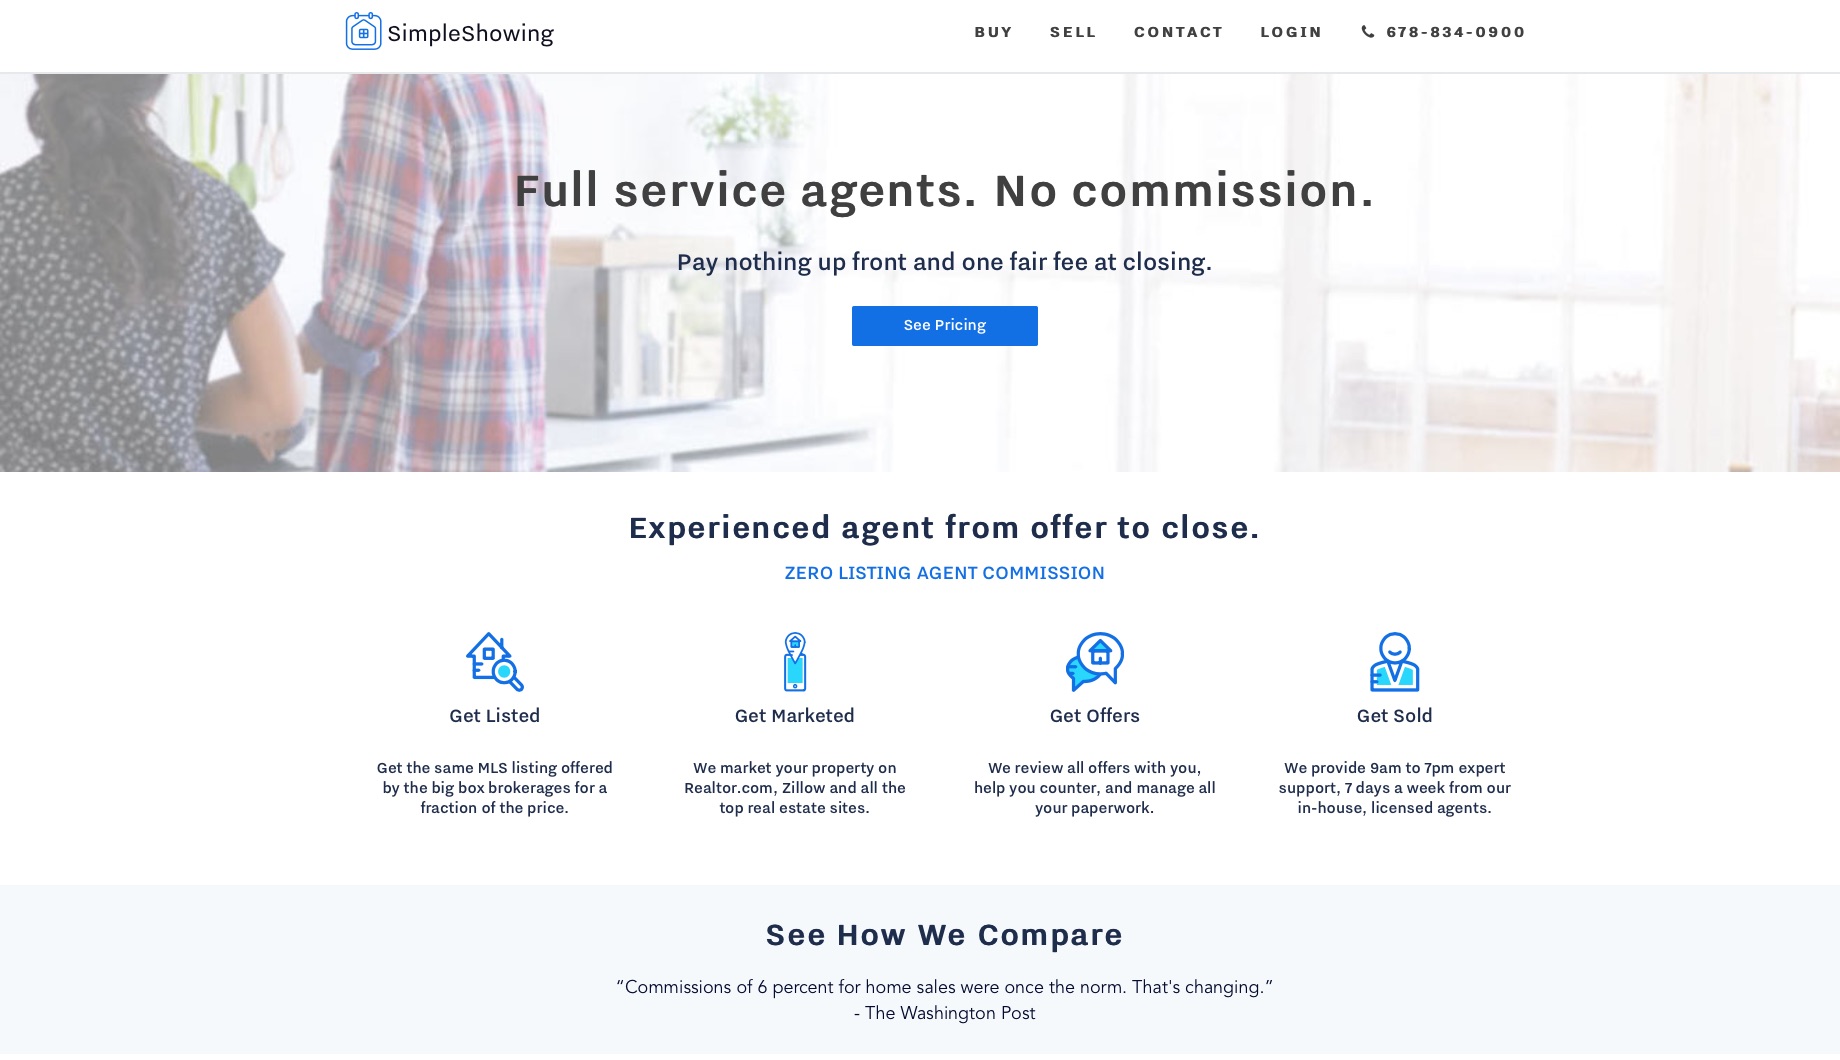 SimpleShowing
BUY SELL CONTACT LOGIN 678-834-0900
Full service agents. No commission.
Pay nothing up front and one fair fee at closing.
See Pricing
Experienced agent from offer to close.
ZERO LISTING AGENT COMMISSION
Get Listed
Get the same MLS listing offered
by the big box brokerages for a
fraction of the price.
Get Marketed
We market your property on
Realtor.com, Zillow and all the
top real estate sites.
Get Offers
We review all offers with you,
help you counter, and manage all
your paperwork.
Get Sold
We provide 9am to 7pm expert
support, 7 days a week from our
in-house, licensed agents.
See How We Compare
“Commissions of 6 percent for home sales were once the norm. That's changing.”
- The Washington Post